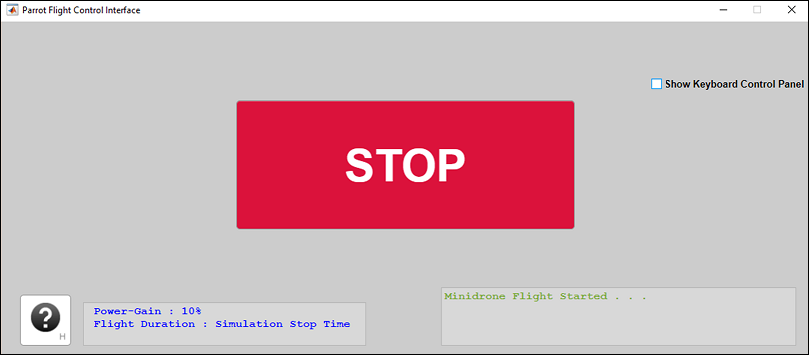 Parrot Flight Control Interface
Show Keyboard Control Panel
STOP
Minidrone Flight Started . . .
Power-Gain : 10%
Flight Duration : Simulation Stop Time
?
H